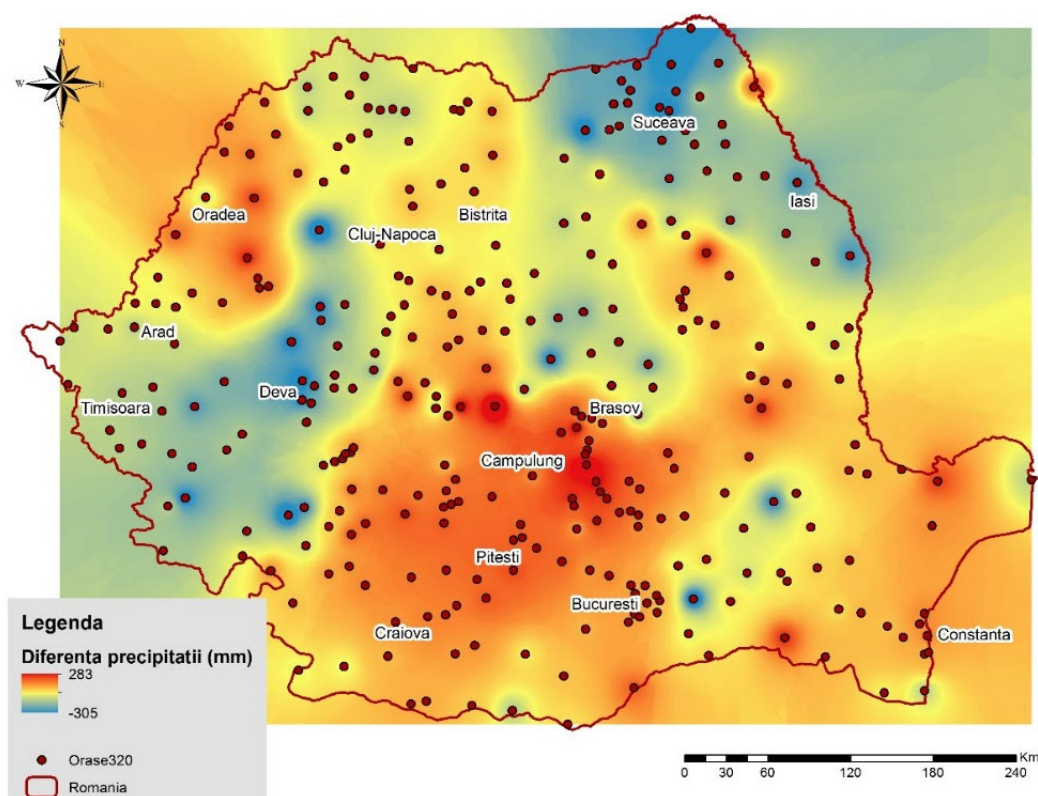 N
W
E
S
Suceava
Iasi
Oradea
Cluj-Napoca
Bistrita
Arad
Timisoara
Deva
Brasov
Campulung
Pitesti
Bucuresti
Craiova
Constanta
Legenda
Diferenta precipitatii (mm)
283
-305
Orase320
Romania
Km
0 15 30 60 120 180 240